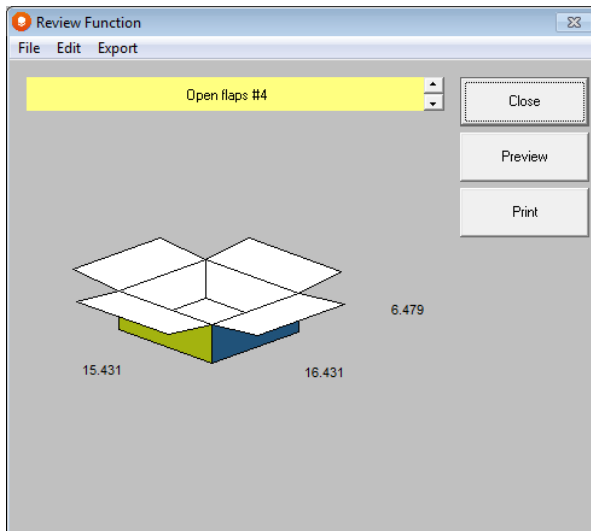 Review Function
File Edit Export
Open flaps #4
Close
Preview
Print
6.479
15.431
16.431